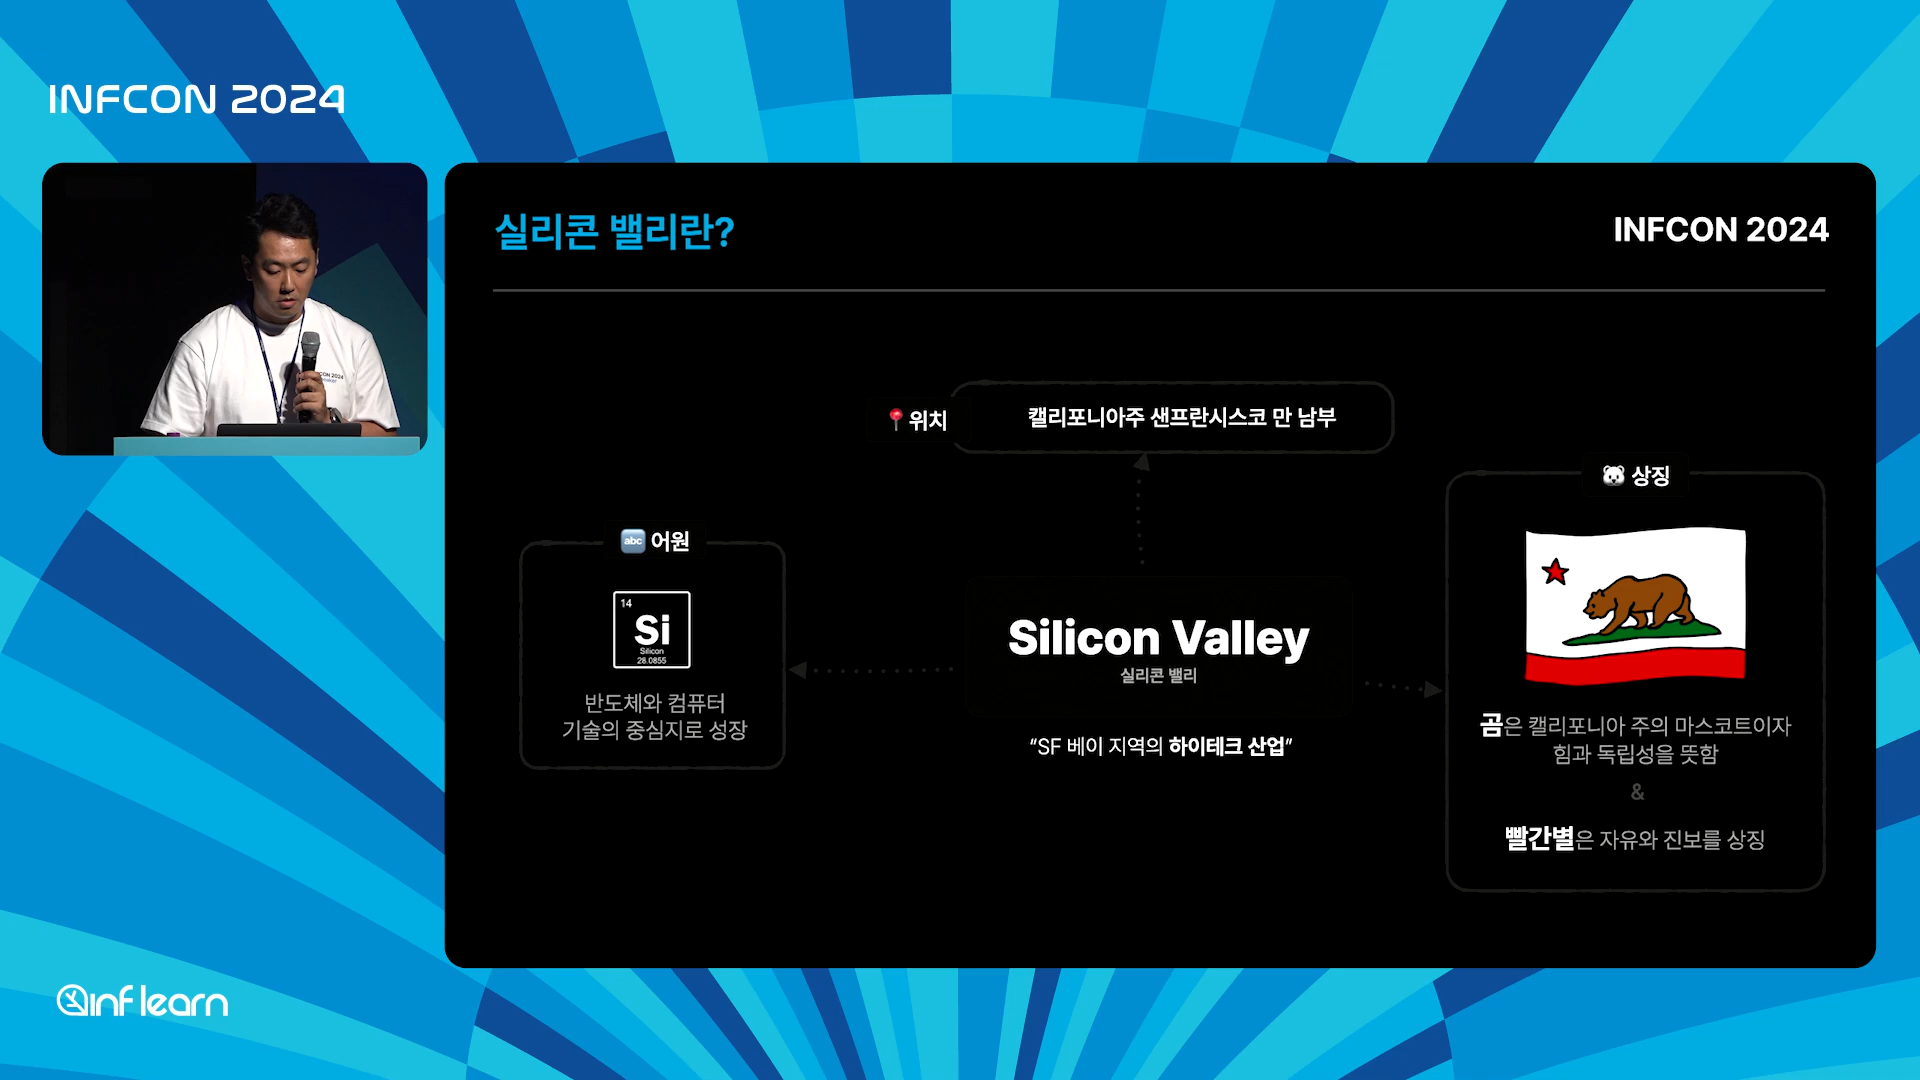 INFCON 2024
실리콘 밸리란?
INFCON 2024
위치
캘리포니아주 샌프란시스코 만 남부
상징
abc 어원
14
Si
Silicon
28.0855
반도체와 컴퓨터
기술의 중심지로 성장
Silicon Valley
실리콘 밸리
“SF 베이 지역의 하이테크 산업”
곰은 캘리포니아 주의 마스코트이자
힘과 독립성을 뜻함
&
빨간별은 자유와 진보를 상징
inflearn